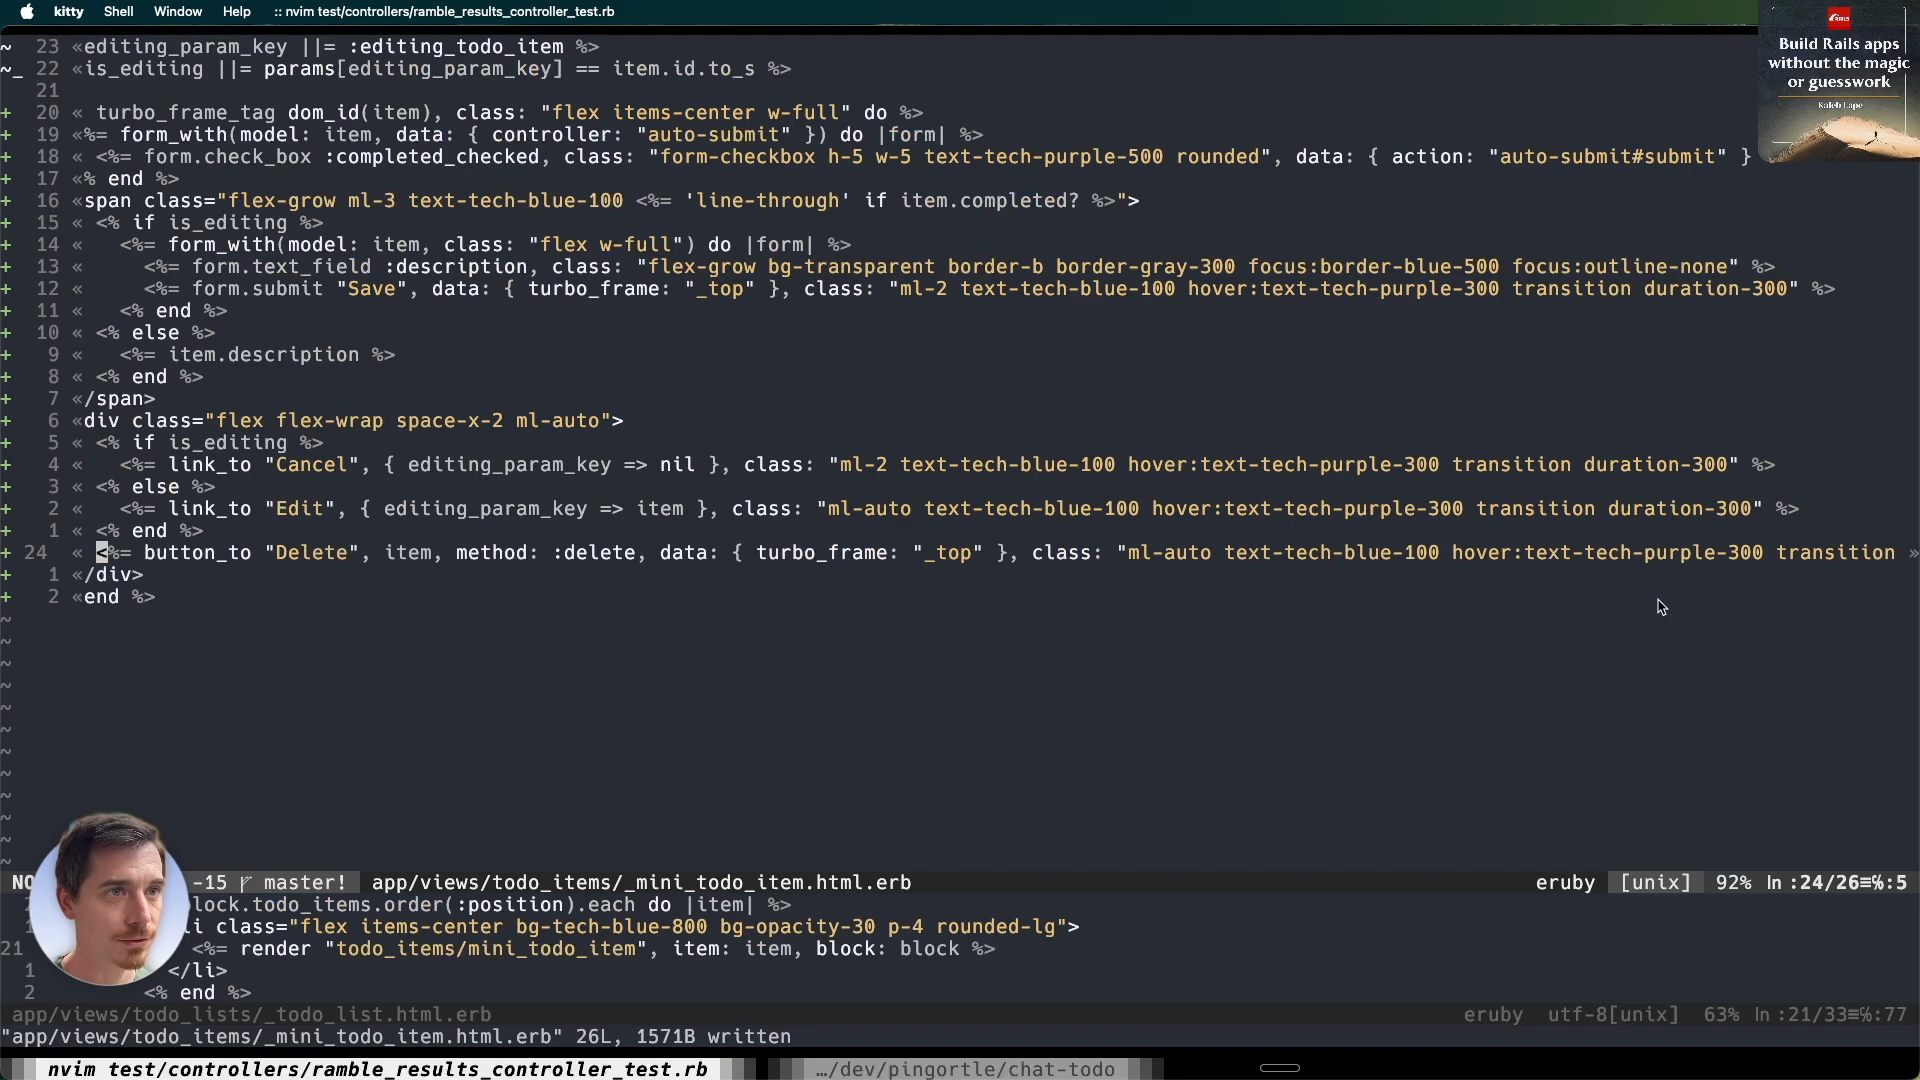 kitty Shell Window Help :: nvim test/controllers/ramble_results_controller_test.rb
RAILS
Build Rails apps
without the magic
or guesswork
Kaleb Lape
~ 23 «editing_param_key ||= :editing_todo_item %>
~_ 22 «is_editing ||= params[editing_param_key] == item.id.to_s %>
21
+ 20 « turbo_frame_tag dom_id(item), class: "flex items-center w-full" do %>
+ 19 «%= form_with(model: item, data: { controller: "auto-submit" }) do |form| %>
+ 18 « <%= form.check_box :completed_checked, class: "form-checkbox h-5 w-5 text-tech-purple-500 rounded", data: { action: "auto-submit#submit" }
+ 17 «% end %>
+ 16 «span class="flex-grow ml-3 text-tech-blue-100 <%= 'line-through' if item.completed? %>">
+ 15 « <% if is_editing %>
+ 14 «   <%= form_with(model: item, class: "flex w-full") do |form| %>
+ 13 «     <%= form.text_field :description, class: "flex-grow bg-transparent border-b border-gray-300 focus:border-blue-500 focus:outline-none" %>
+ 12 «     <%= form.submit "Save", data: { turbo_frame: "_top" }, class: "ml-2 text-tech-blue-100 hover:text-tech-purple-300 transition duration-300" %>
+ 11 «   <% end %>
+ 10 « <% else %>
+ 9 «   <%= item.description %>
+ 8 « <% end %>
+ 7 «/span>
+ 6 «div class="flex flex-wrap space-x-2 ml-auto">
+ 5 « <% if is_editing %>
+ 4 «   <%= link_to "Cancel", { editing_param_key => nil }, class: "ml-2 text-tech-blue-100 hover:text-tech-purple-300 transition duration-300" %>
+ 3 « <% else %>
+ 2 «   <%= link_to "Edit", { editing_param_key => item }, class: "ml-auto text-tech-blue-100 hover:text-tech-purple-300 transition duration-300" %>
+ 1 « <% end %>
+ 24 « <%= button_to "Delete", item, method: :delete, data: { turbo_frame: "_top" }, class: "ml-auto text-tech-blue-100 hover:text-tech-purple-300 transition »
+ 1 «/div>
+ 2 «end %>
~
~
~
~
~
~
~
~
~
~
~
~
NO -15 master! app/views/todo_items/_mini_todo_item.html.erb eruby [unix] 92% ln :24/26≡℅:5
lock.todo_items.order(:position).each do |item| %>
li class="flex items-center bg-tech-blue-800 bg-opacity-30 p-4 rounded-lg">
21 <%= render "todo_items/mini_todo_item", item: item, block: block %>
1 </li>
2 <% end %>
app/views/todo_lists/_todo_list.html.erb eruby utf-8[unix] 63% ln :21/33≡℅:77
"app/views/todo_items/_mini_todo_item.html.erb" 26L, 1571B written
nvim test/controllers/ramble_results_controller_test.rb …/dev/pingortle/chat-todo